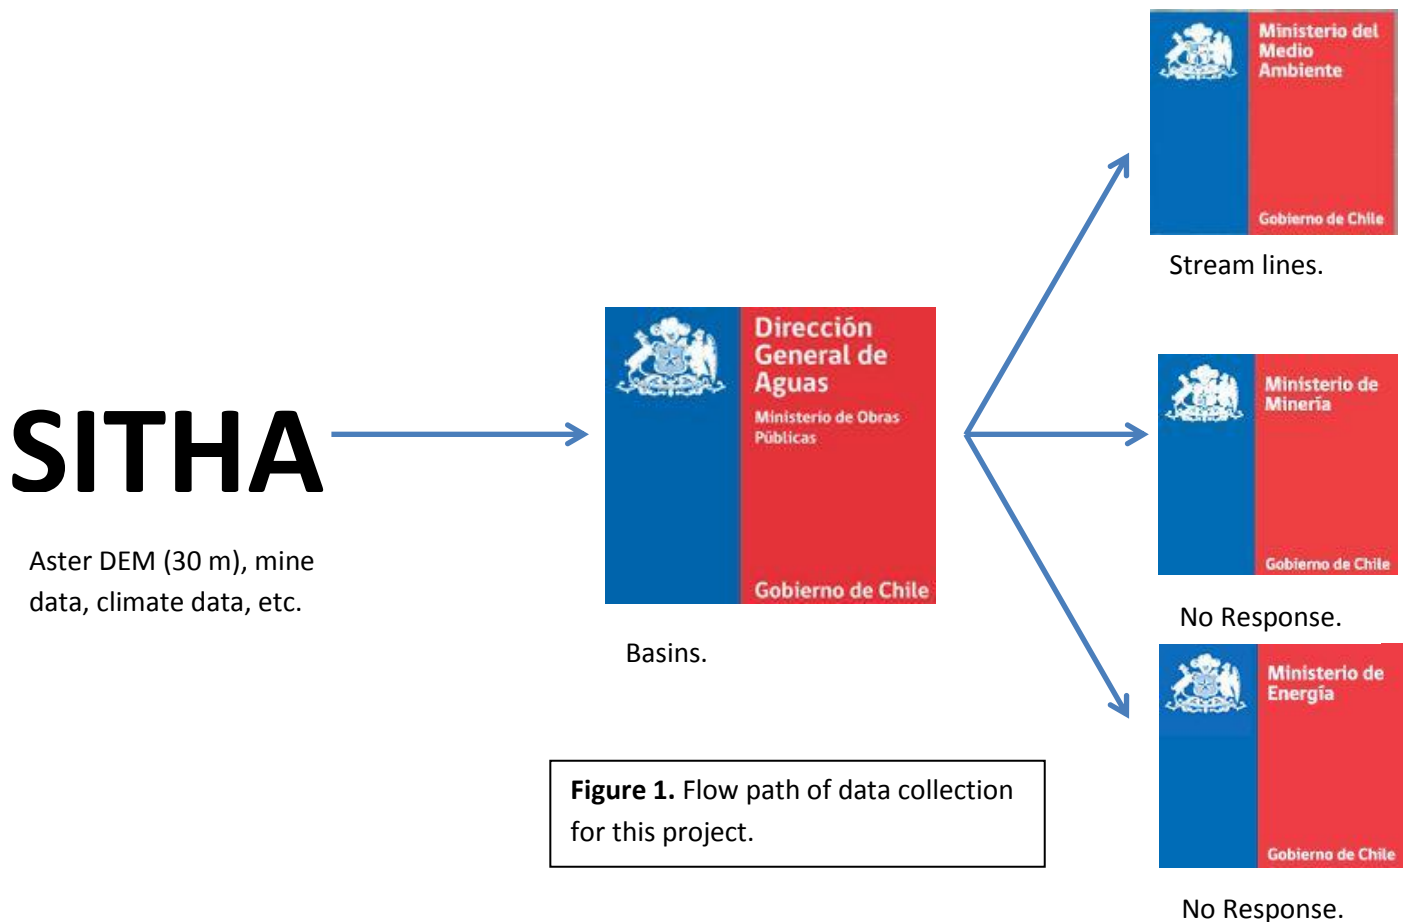 SITHA
Aster DEM (30 m), mine
data, climate data, etc.
Dirección
General de
Aguas
Ministerio de Obras
Públicas
Gobierno de Chile
Basins.
Ministerio del
Medio
Ambiente
Gobierno de Chile
Stream lines.
Ministerio de
Minería
Gobierno de Chile
No Response.
Ministerio de
Energía
Gobierno de Chile
No Response.
Figure 1. Flow path of data collection
for this project.